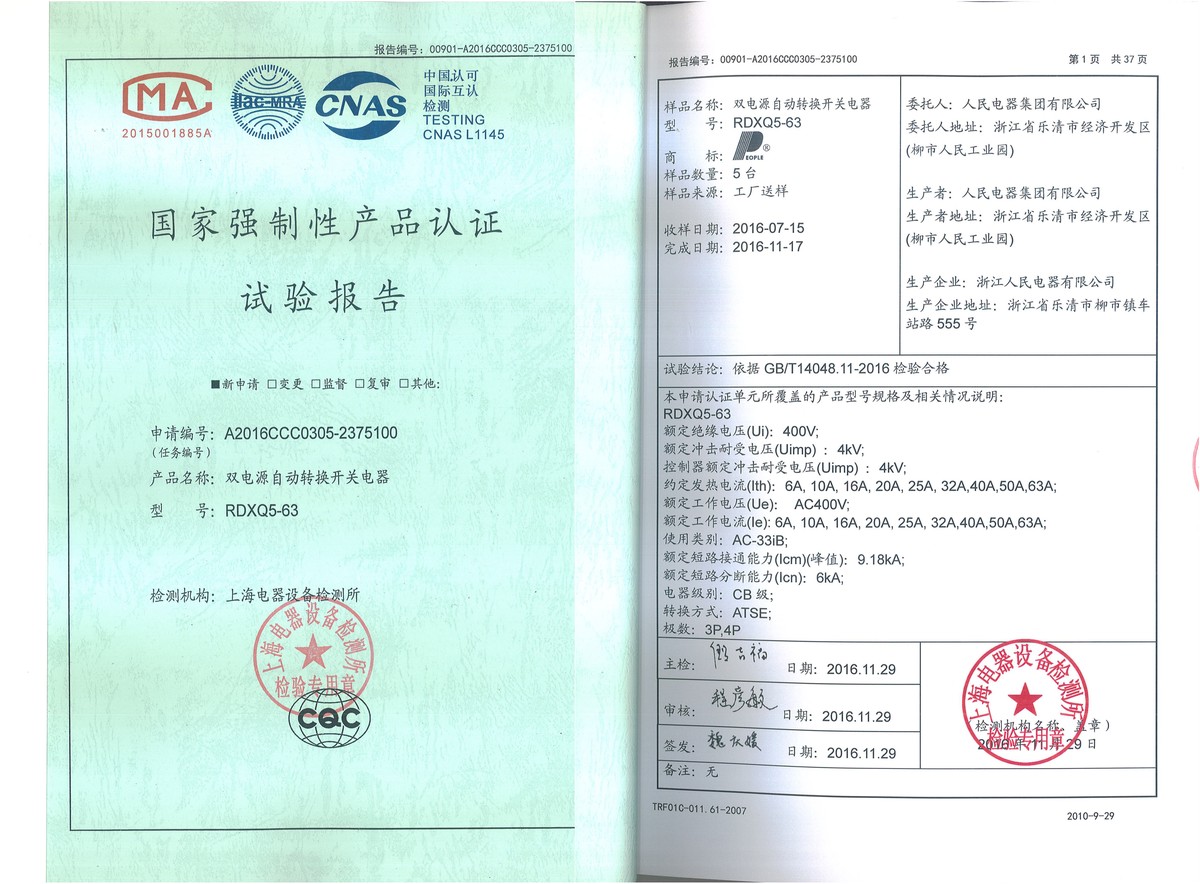 报告编号：00901-A2016CCC0305-2375100
MA
2015001885A
ilac-MRA
CNAS
中国认可
国际互认
检测
TESTING
CNAS L1145
国家强制性产品认证
试验报告
■新申请 □变更 □监督 □复审 □其他:
申请编号：A2016CCC0305-2375100
(任务编号)
产品名称：双电源自动转换开关电器
型　　号：RDXQ5-63
检测机构：上海电器设备检测所
上海电器设备检测所
检验专用章
CQC
报告编号：00901-A2016CCC0305-2375100
第 1 页　共 37 页
样品名称：双电源自动转换开关电器
型　　号：RDXQ5-63
商　　标：PEOPLE®
样品数量：5 台
样品来源：工厂送样
收样日期：2016-07-15
完成日期：2016-11-17
委托人：人民电器集团有限公司
委托人地址：浙江省乐清市经济开发区
(柳市人民工业园)
生产者：人民电器集团有限公司
生产者地址：浙江省乐清市经济开发区
(柳市人民工业园)
生产企业：浙江人民电器有限公司
生产企业地址：浙江省乐清市柳市镇车
站路 555 号
试验结论：依据 GB/T14048.11-2016 检验合格
本申请认证单元所覆盖的产品型号规格及相关情况说明：
RDXQ5-63
额定绝缘电压(Ui)：400V;
额定冲击耐受电压(Uimp) ：4kV;
控制器额定冲击耐受电压(Uimp) ：4kV;
约定发热电流(Ith)：6A, 10A, 16A, 20A, 25A, 32A,40A,50A,63A;
额定工作电压(Ue)：AC400V;
额定工作电流(Ie): 6A, 10A, 16A, 20A, 25A, 32A,40A,50A,63A;
使用类别：AC-33iB;
额定短路接通能力(Icm)(峰值)：9.18kA;
额定短路分断能力(Icn)：6kA;
电器级别：CB 级;
转换方式：ATSE;
极数：3P,4P
主检：
日期：2016.11.29
审核：程彦敏
日期：2016.11.29
签发：
日期：2016.11.29
上海电器设备检测所
(检测机构名称，盖章)
检验专用章
2016 年 11 月 29 日
备注：无
TRF01C-011.61-2007
2010-9-29